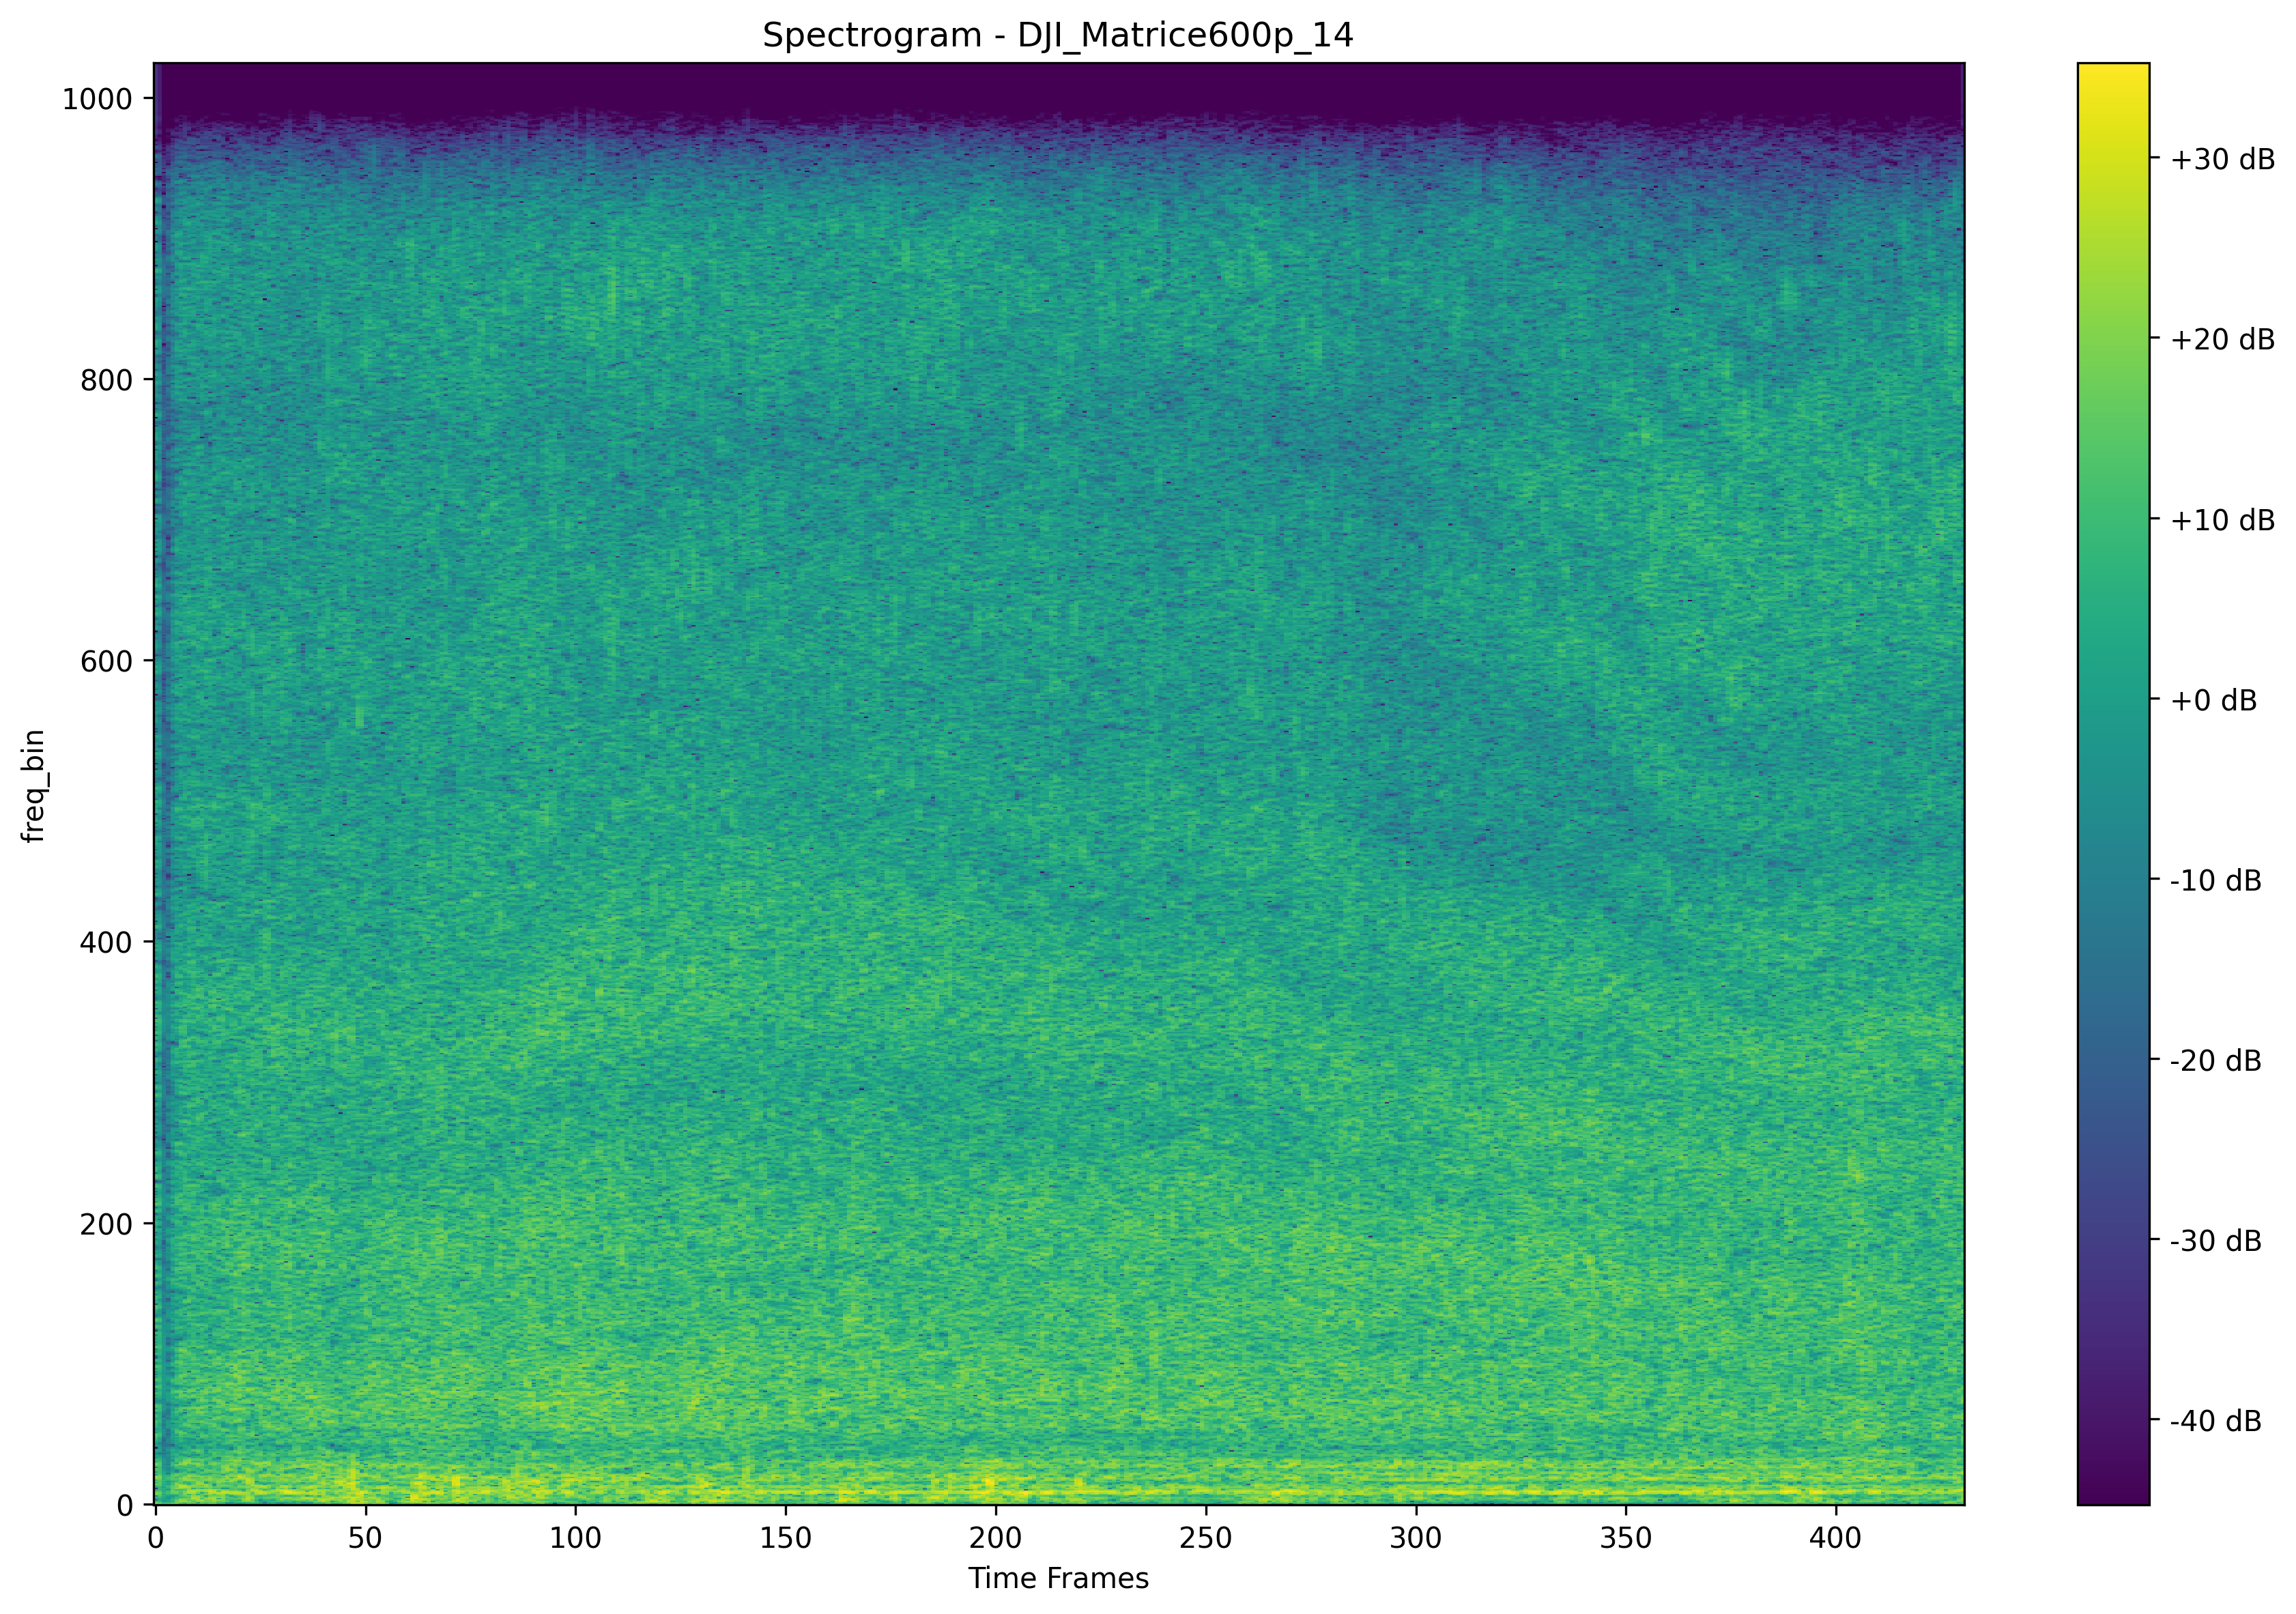 Spectrogram - DJI_Matrice600p_14
1000
800
600
400
200
0
freq_bin
0 50 100 150 200 250 300 350 400
Time Frames
+30 dB
+20 dB
+10 dB
+0 dB
-10 dB
-20 dB
-30 dB
-40 dB